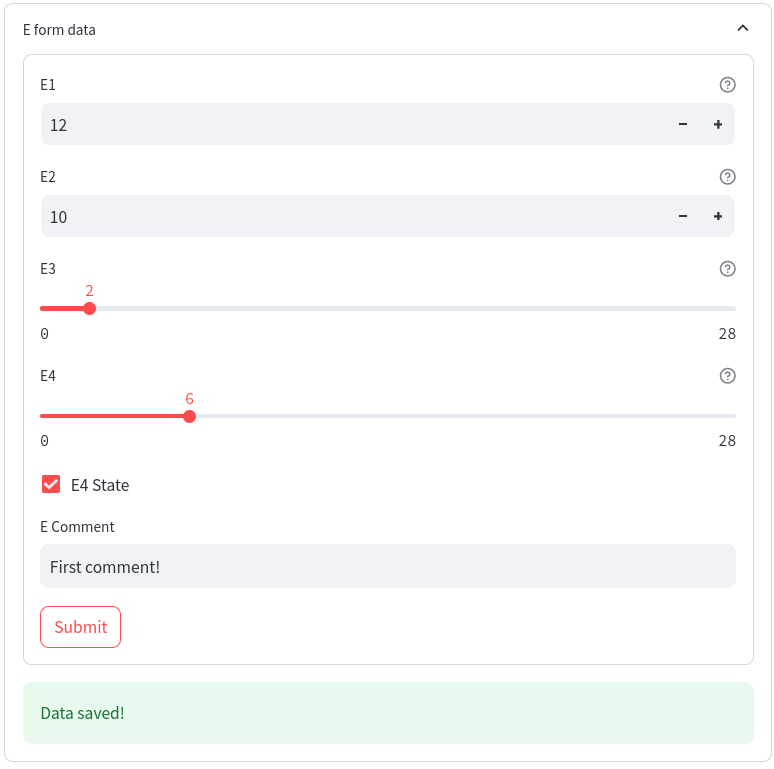 E form data
E1
12
E2
10
E3
2
0 28
E4
6
0 28
E4 State
E Comment
First comment!
Submit
Data saved!